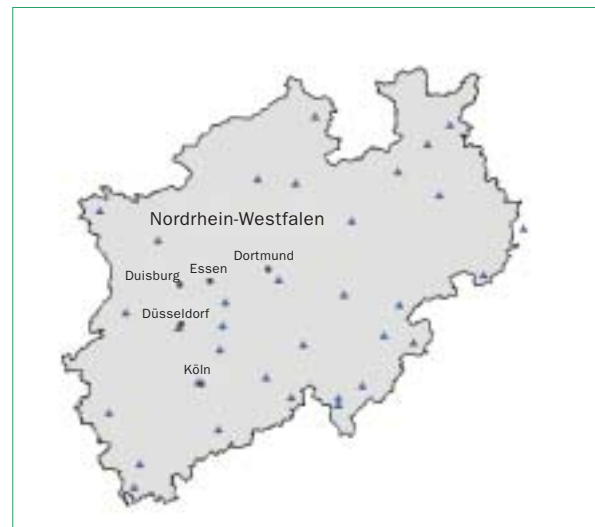 Nordrhein-Westfalen
Dortmund
Duisburg Essen
Düsseldorf
Köln